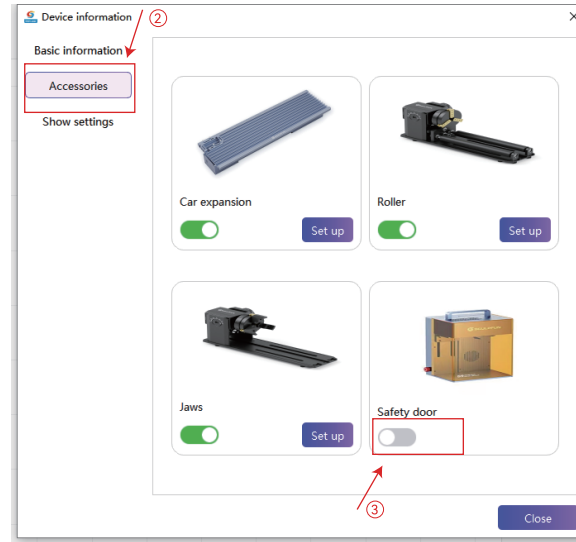 Device information
②
Basic information
Accessories
Show settings
Car expansion
Set up
Roller
Set up
Jaws
Set up
Safety door
③
Close